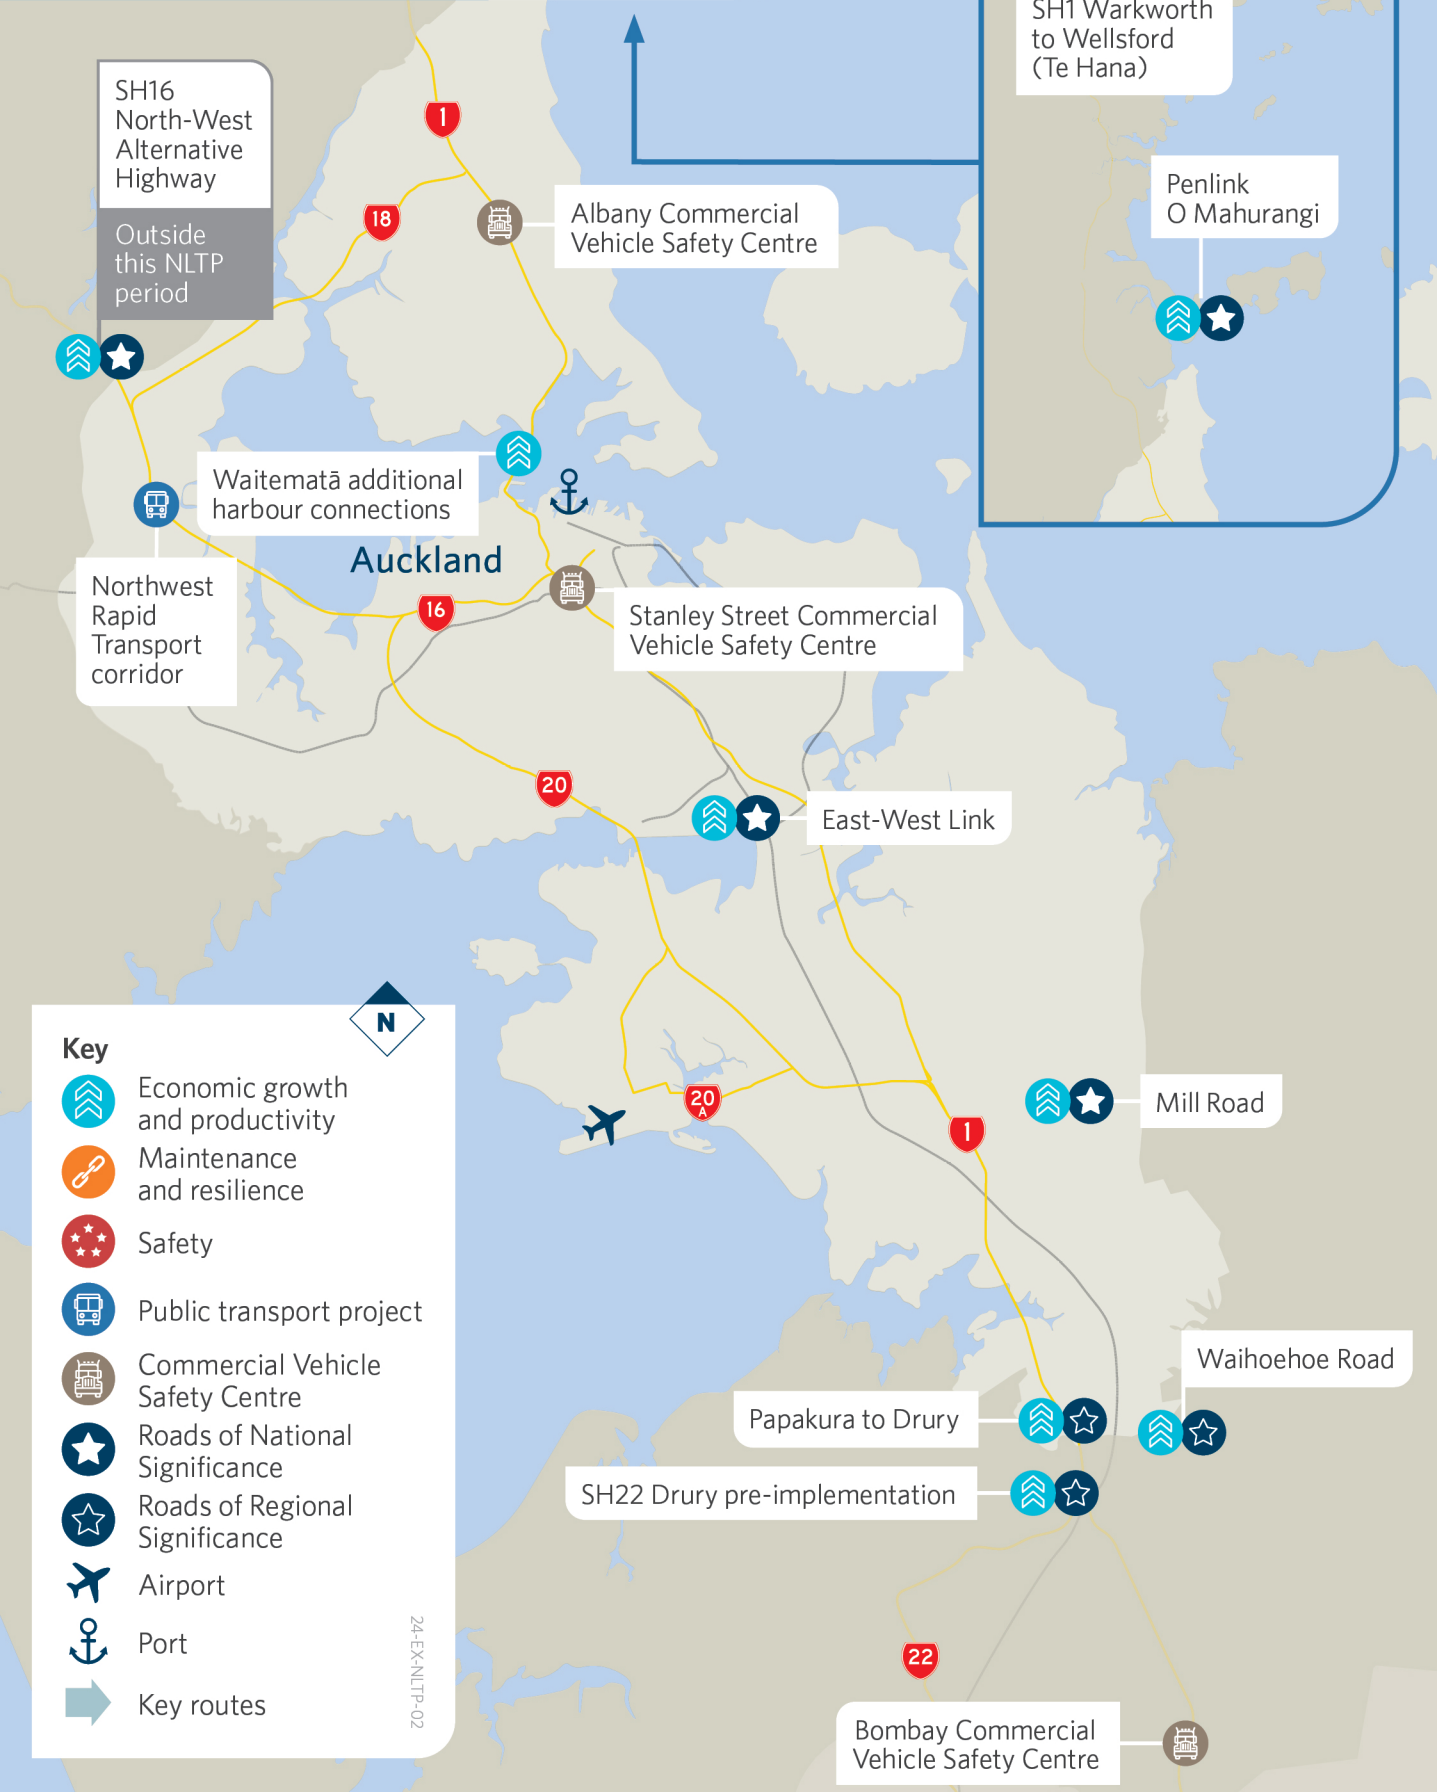 SH1 Warkworth
to Wellsford
(Te Hana)
SH16
North-West
Alternative
Highway
Outside
this NLTP
period
1
18
Albany Commercial
Vehicle Safety Centre
Penlink
O Mahurangi
Waitematā additional
harbour connections
Auckland
Northwest
Rapid
Transport
corridor
16
Stanley Street Commercial
Vehicle Safety Centre
20
East-West Link
N
Key
Economic growth
and productivity
Maintenance
and resilience
Safety
Public transport project
Commercial Vehicle
Safety Centre
Roads of National
Significance
Roads of Regional
Significance
Airport
Port
Key routes
24-EX-NLTP-02
20
A
1
Mill Road
Waihoehoe Road
Papakura to Drury
SH22 Drury pre-implementation
22
Bombay Commercial
Vehicle Safety Centre